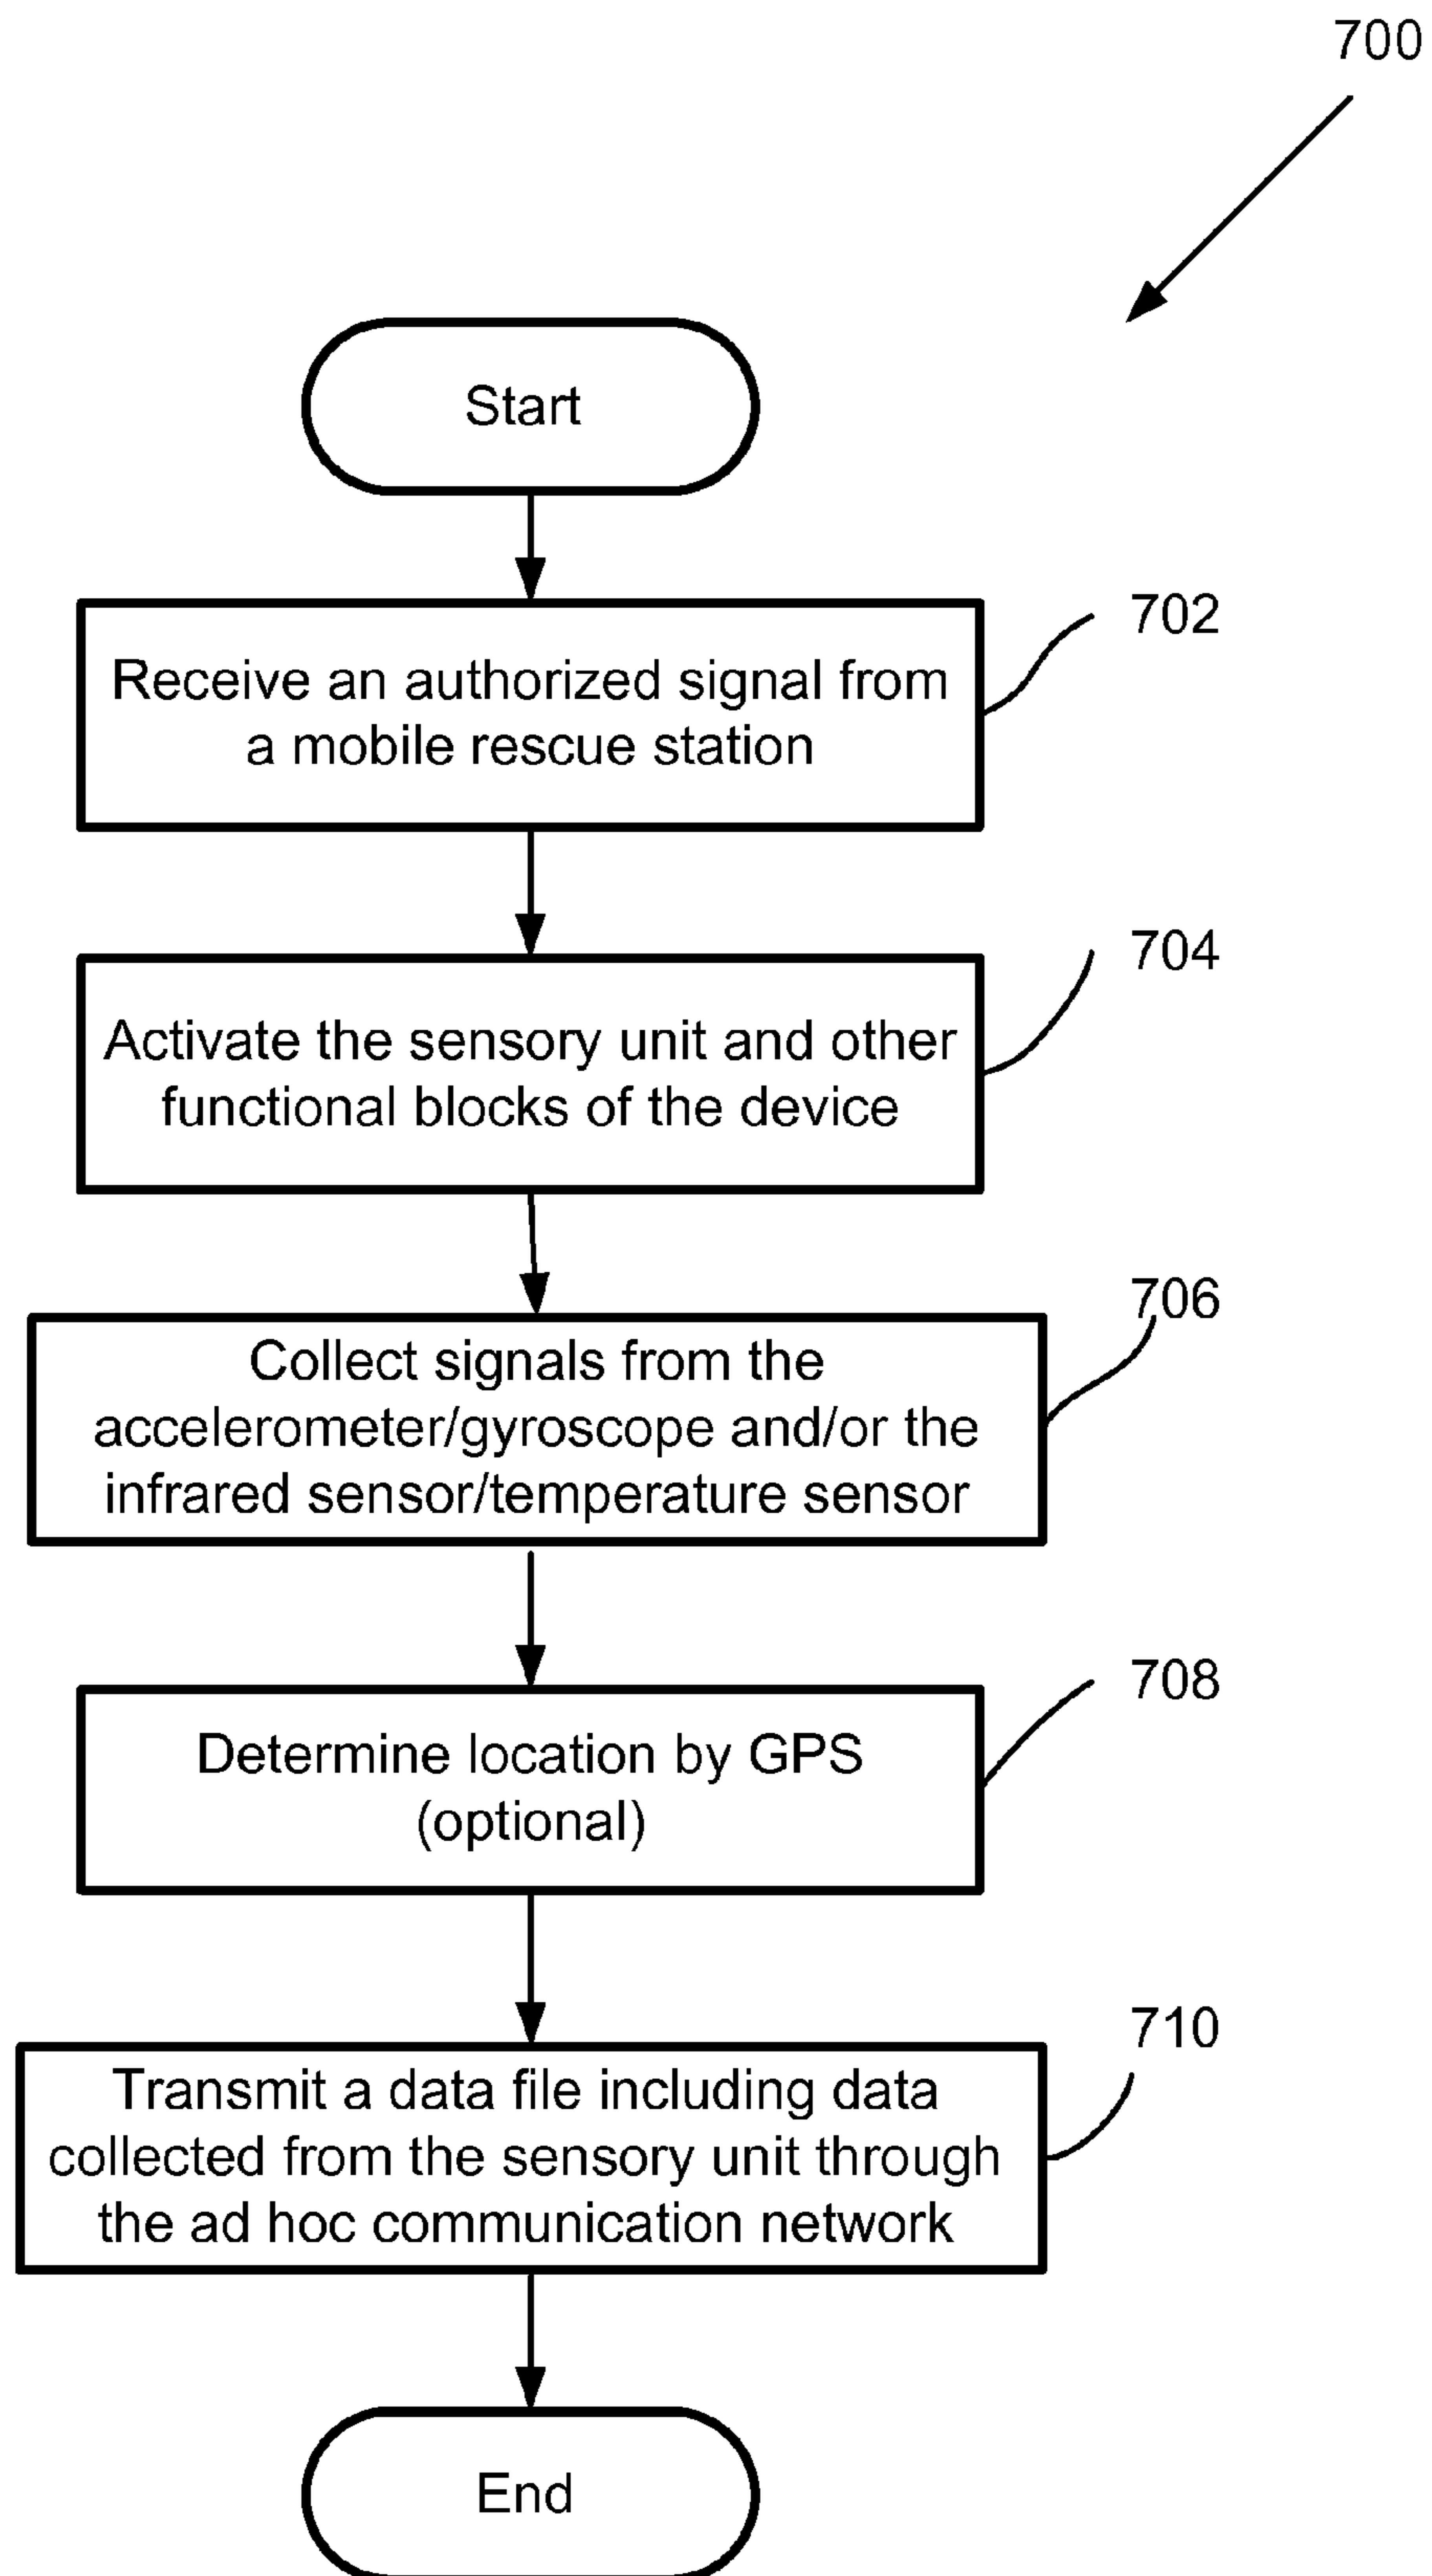 700
Start
702
Receive an authorized signal from
a mobile rescue station
704
Activate the sensory unit and other
functional blocks of the device
706
Collect signals from the
accelerometer/gyroscope and/or the
infrared sensor/temperature sensor
708
Determine location by GPS
(optional)
710
Transmit a data file including data
collected from the sensory unit through
the ad hoc communication network
End